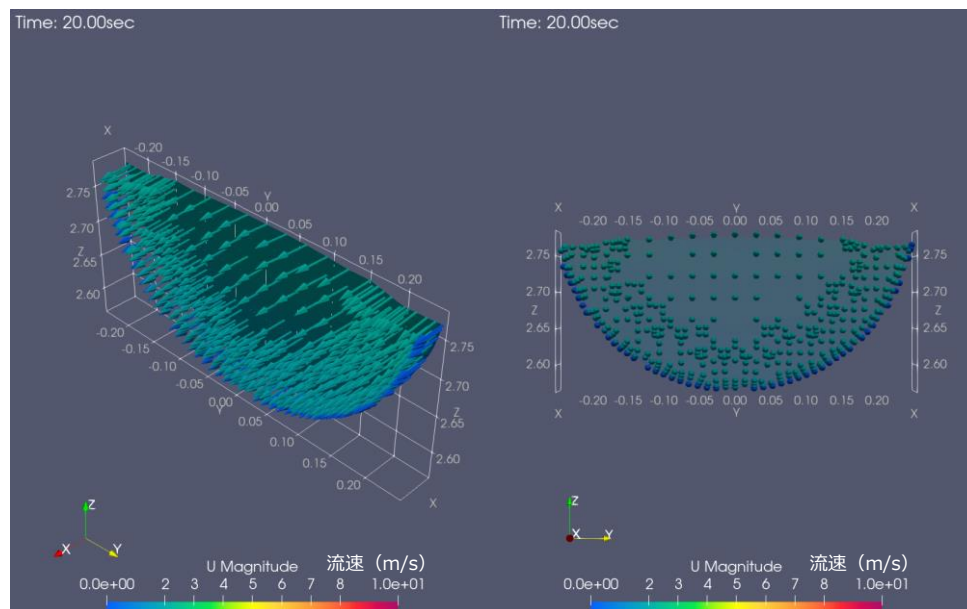 Time: 20.00sec
X
-0.20
-0.15
-0.10
-0.05
Y
0.00
0.05
0.10
0.15
0.20
2.75
2.70
Z
2.65
2.60
-0.20
-0.15
-0.10
-0.05
0.00
Y
0.05
0.10
0.15
0.20
X
2.75
2.70
Z
2.65
2.60
Z
X
Y
U Magnitude 流速（m/s）
0.0e+00 2 3 4 5 6 7 8 1.0e+01
Time: 20.00sec
Y
X -0.20 -0.15 -0.10 -0.05 0.00 0.05 0.10 0.15 0.20 X
2.75 2.75
2.70 2.70
Z Z
2.65 2.65
2.60 2.60
-0.20 -0.15 -0.10 -0.05 0.00 0.05 0.10 0.15 0.20
X Y X
Z
X Y
U Magnitude 流速（m/s）
0.0e+00 2 3 4 5 6 7 8 1.0e+01